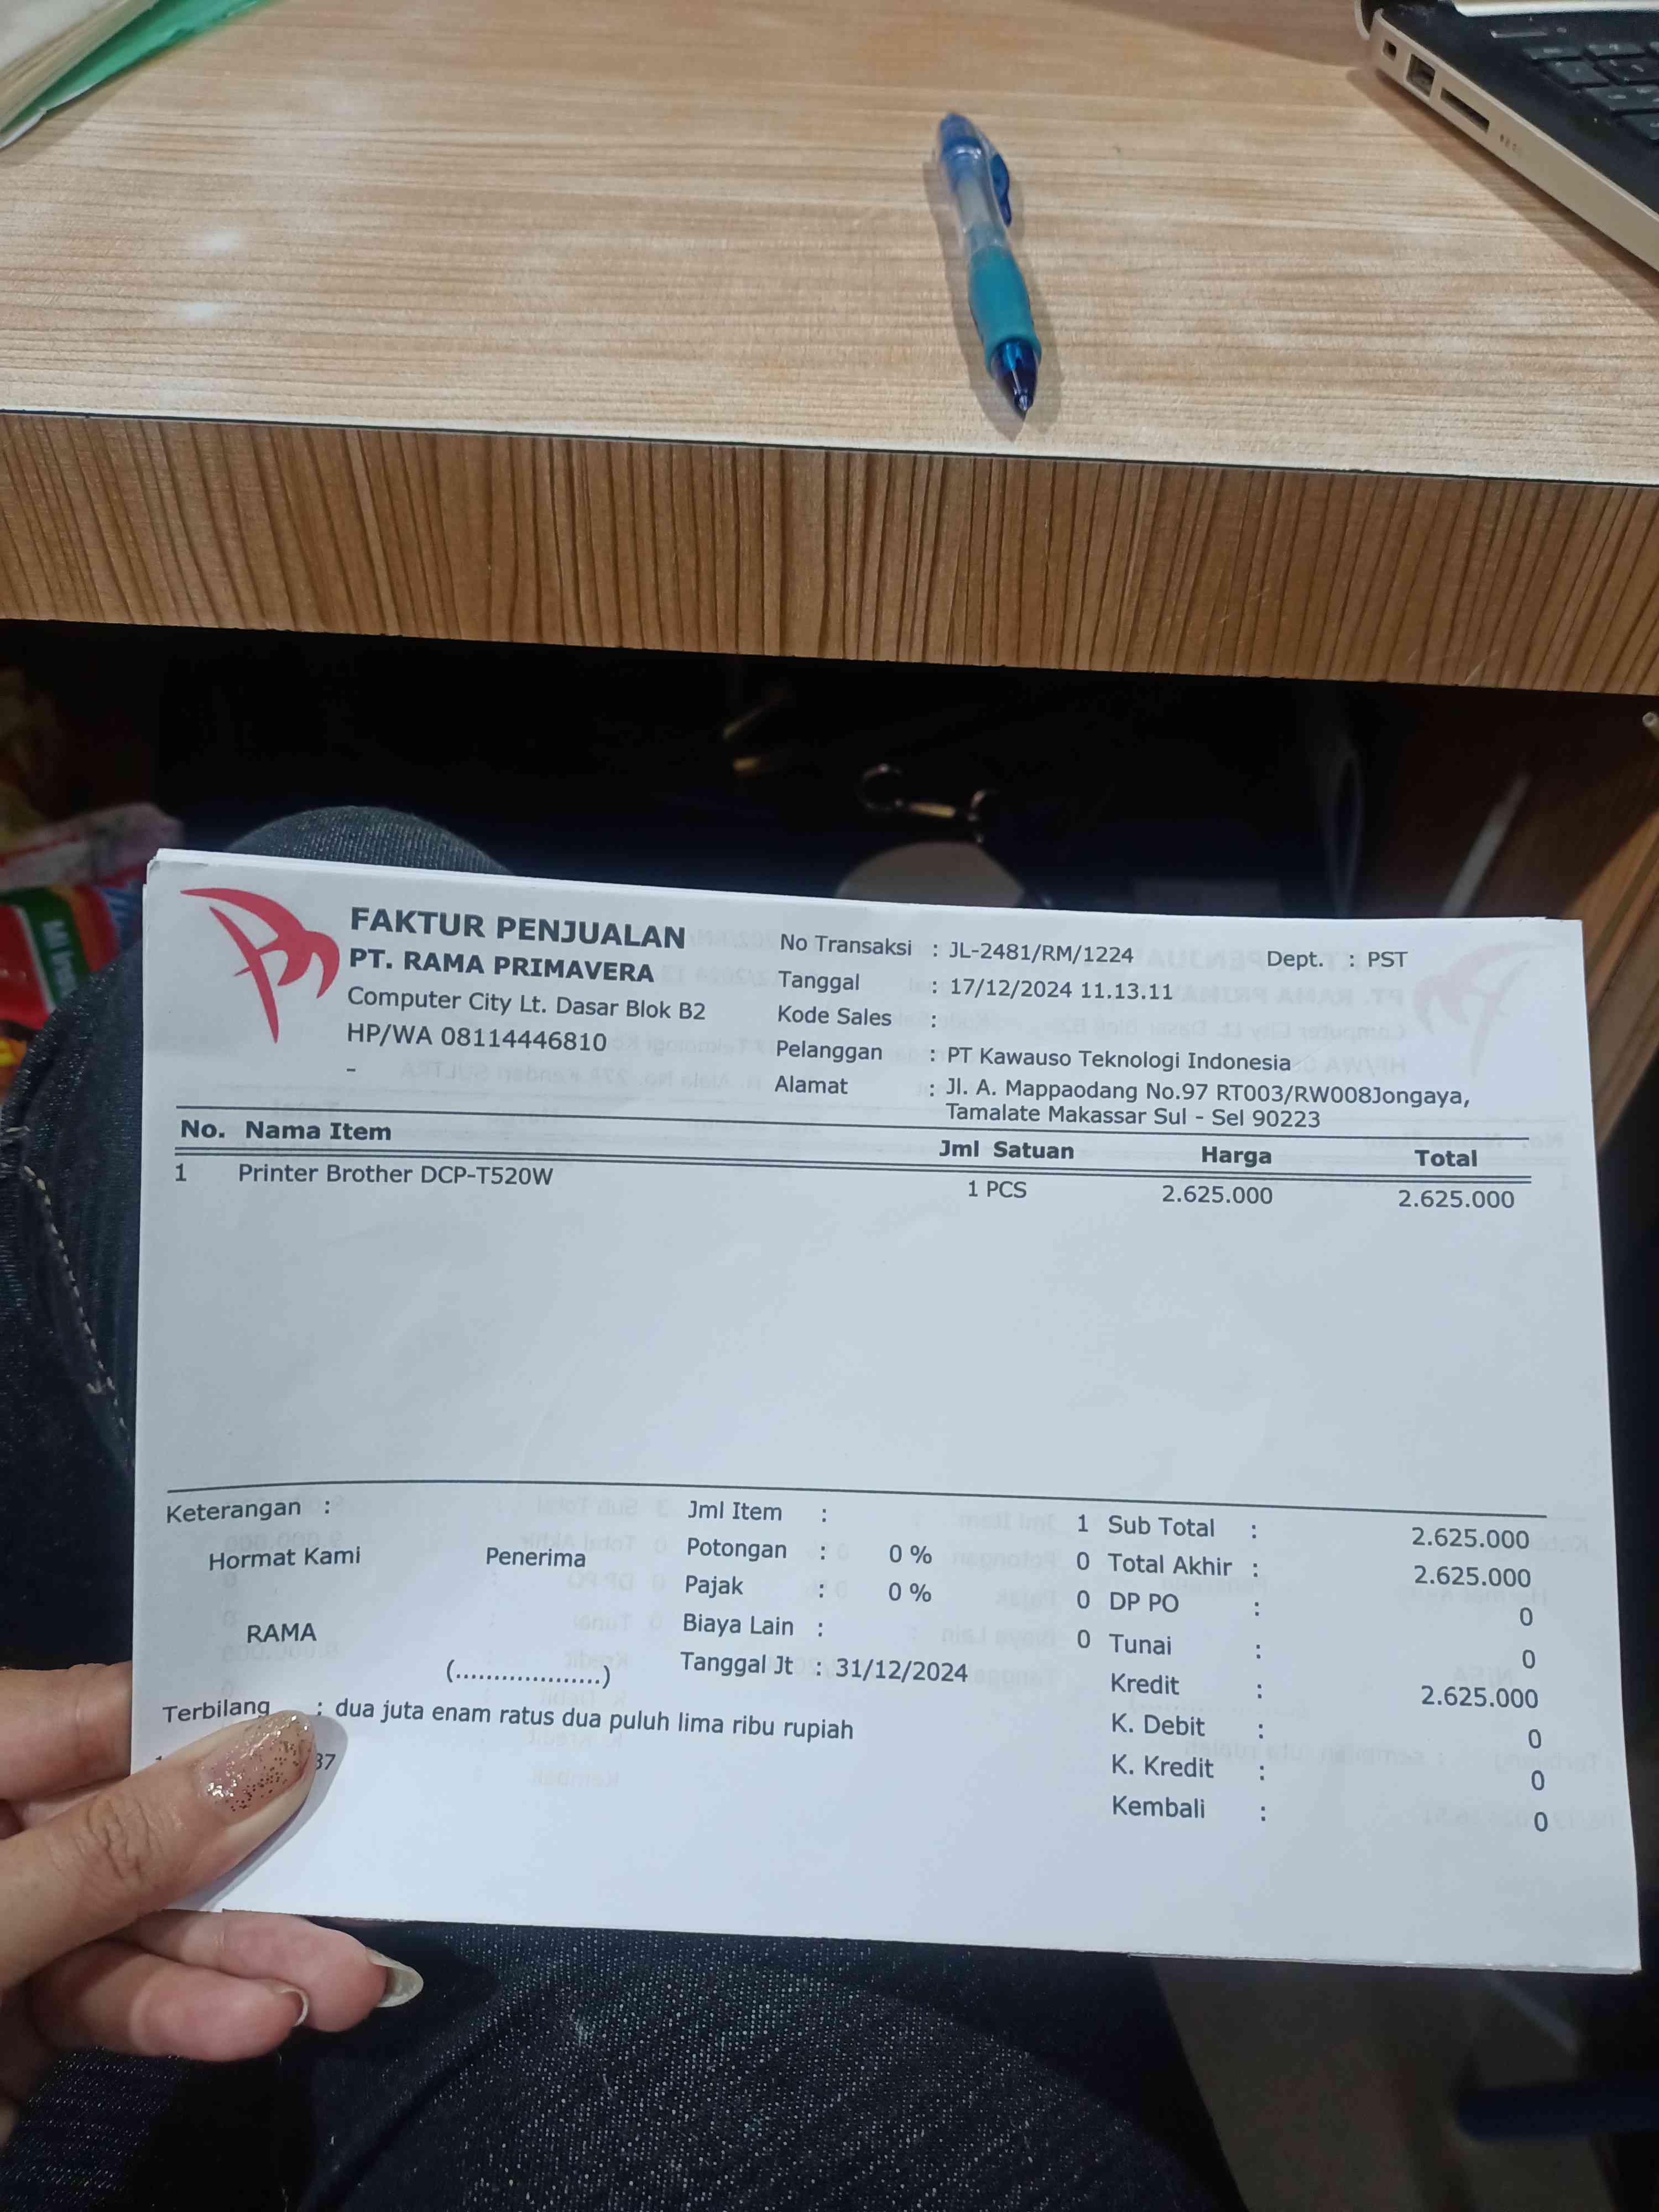 FAKTUR PENJUALAN
PT. RAMA PRIMAVERA
Computer City Lt. Dasar Blok B2
HP/WA 08114446810
-
No Transaksi : JL-2481/RM/1224 Dept. : PST
Tanggal : 17/12/2024 11.13.11
Kode Sales :
Pelanggan : PT Kawauso Teknologi Indonesia
Alamat : Jl. A. Mappaodang No.97 RT003/RW008Jongaya,
Tamalate Makassar Sul - Sel 90223
No. Nama Item Jml Satuan Harga Total
1 Printer Brother DCP-T520W 1 PCS 2.625.000 2.625.000
Keterangan :
Hormat Kami Penerima
RAMA
(...................)
Jml Item : 1
Potongan : 0 % 0
Pajak : 0 % 0
Biaya Lain : 0
Tanggal Jt : 31/12/2024
Sub Total : 2.625.000
Total Akhir : 2.625.000
DP PO : 0
Tunai : 0
Kredit : 2.625.000
K. Debit : 0
K. Kredit : 0
Kembali : 0
Terbilang : dua juta enam ratus dua puluh lima ribu rupiah
37